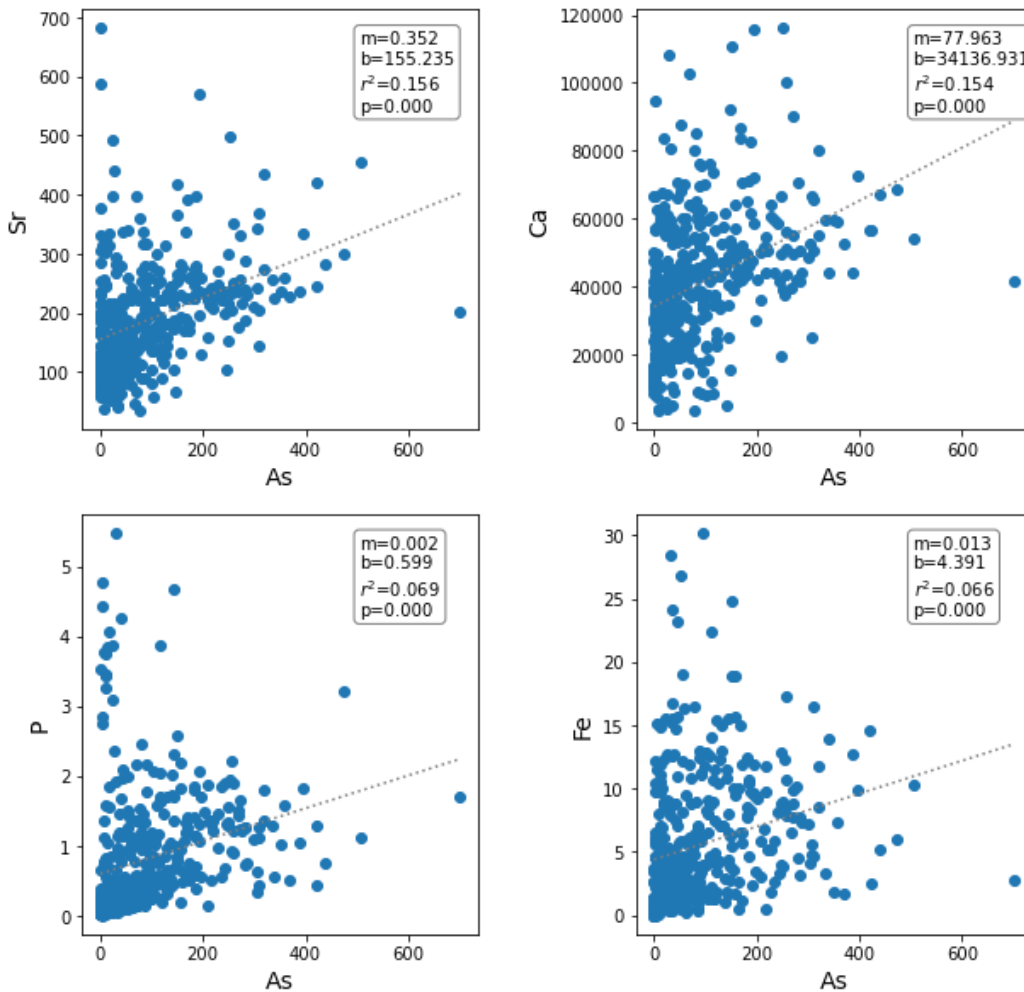 700
600
500
400
300
200
100
Sr
m=0.352
b=155.235
r²=0.156
p=0.000
0 200 400 600
As
120000
100000
80000
60000
40000
20000
0
Ca
m=77.963
b=34136.931
r²=0.154
p=0.000
0 200 400 600
As
5
4
3
2
1
0
P
m=0.002
b=0.599
r²=0.069
p=0.000
0 200 400 600
As
30
25
20
15
10
5
0
Fe
m=0.013
b=4.391
r²=0.066
p=0.000
0 200 400 600
As